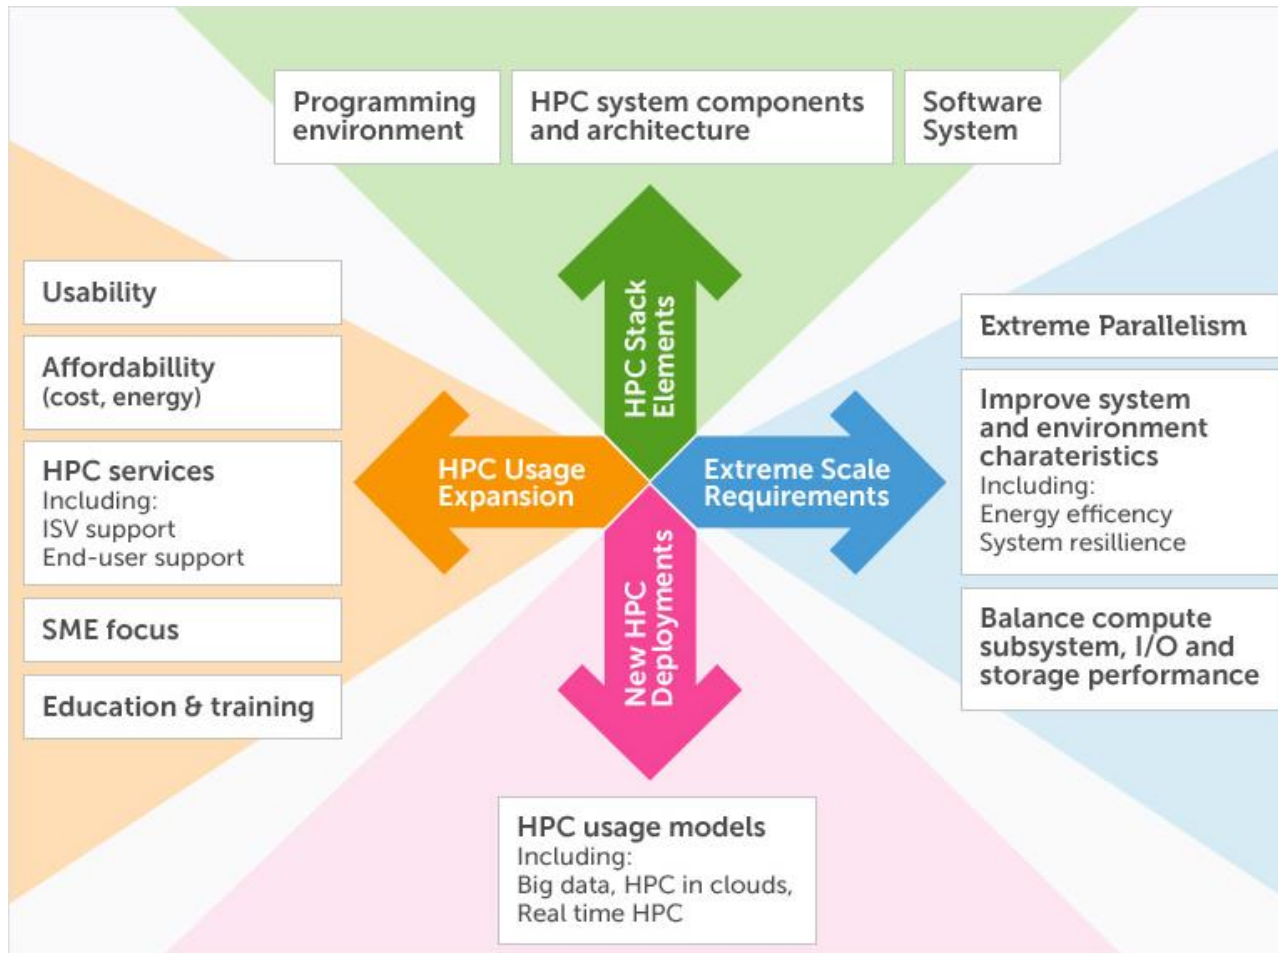 Programming
environment
HPC system components
and architecture
Software
System
HPC Stack
Elements
Usability
Affordabillity
(cost, energy)
HPC services
Including:
ISV support
End-user support
SME focus
Education & training
HPC Usage
Expansion
Extreme Scale
Requirements
Extreme Parallelism
Improve system
and environment
charateristics
Including:
Energy efficency
System resillience
Balance compute
subsystem, I/O and
storage performance
New HPC
Deployments
HPC usage models
Including:
Big data, HPC in clouds,
Real time HPC